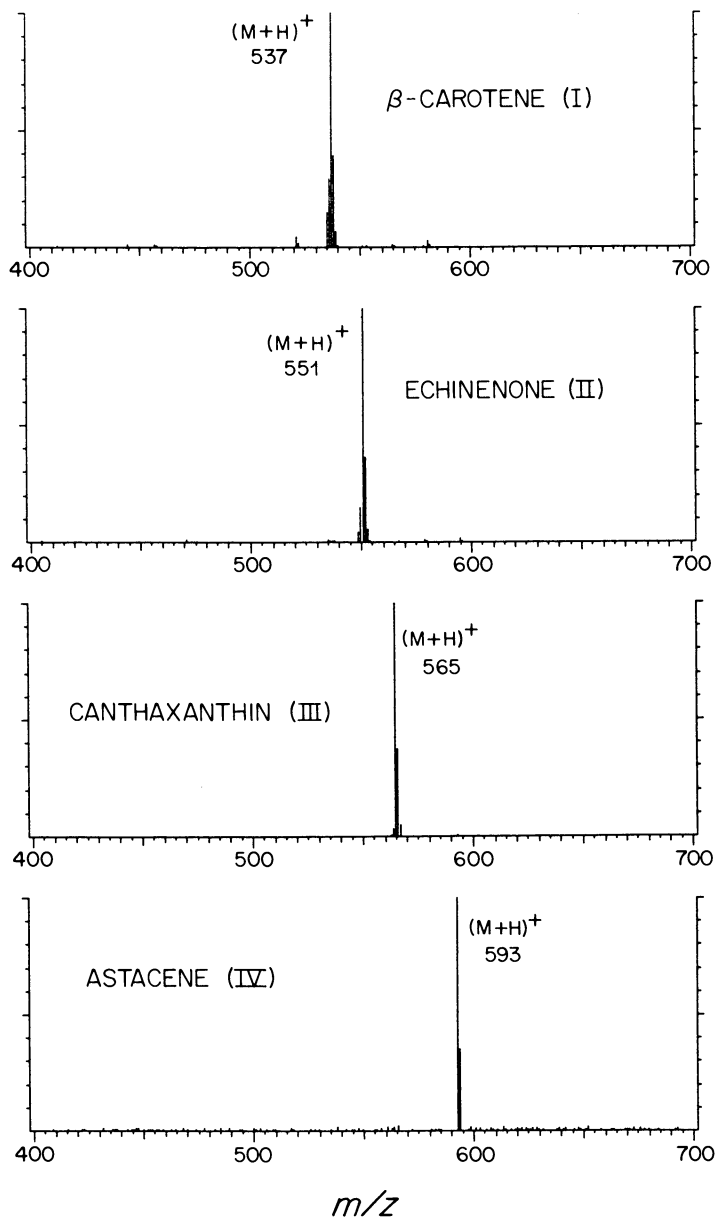 (M+H)+
537
β-CAROTENE (I)
400 500 600 700
(M+H)+
551
ECHINENONE (II)
400 500 600 700
(M+H)+
565
CANTHAXANTHIN (III)
400 500 600 700
(M+H)+
593
ASTACENE (IV)
400 500 600 700
m/z